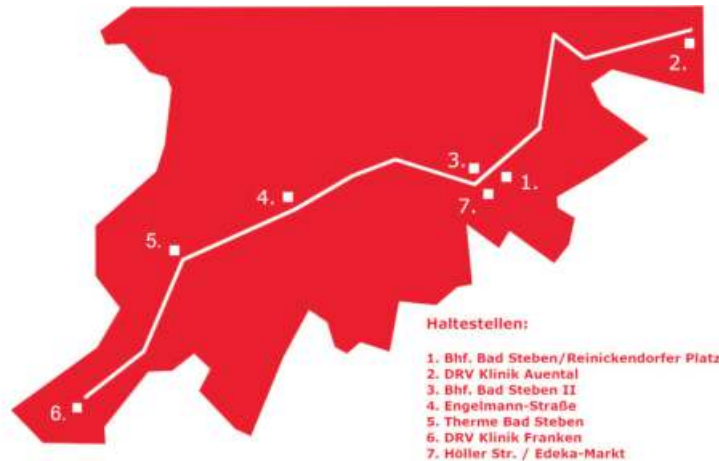 2.
3.
1.
4.
7.
5.
6.
Haltestellen:
1. Bhf. Bad Steben/Reinickendorfer Platz
2. DRV Klinik Auental
3. Bhf. Bad Steben II
4. Engelmann-Straße
5. Therme Bad Steben
6. DRV Klinik Franken
7. Höller Str. / Edeka-Markt